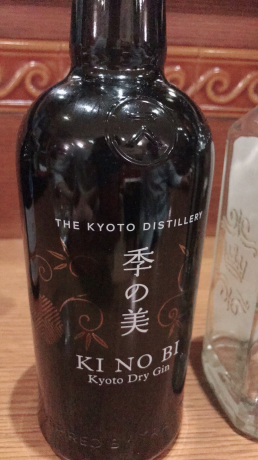 THE KYOTO DISTILLERY
季の美
KI NO BI
Kyoto Dry Gin